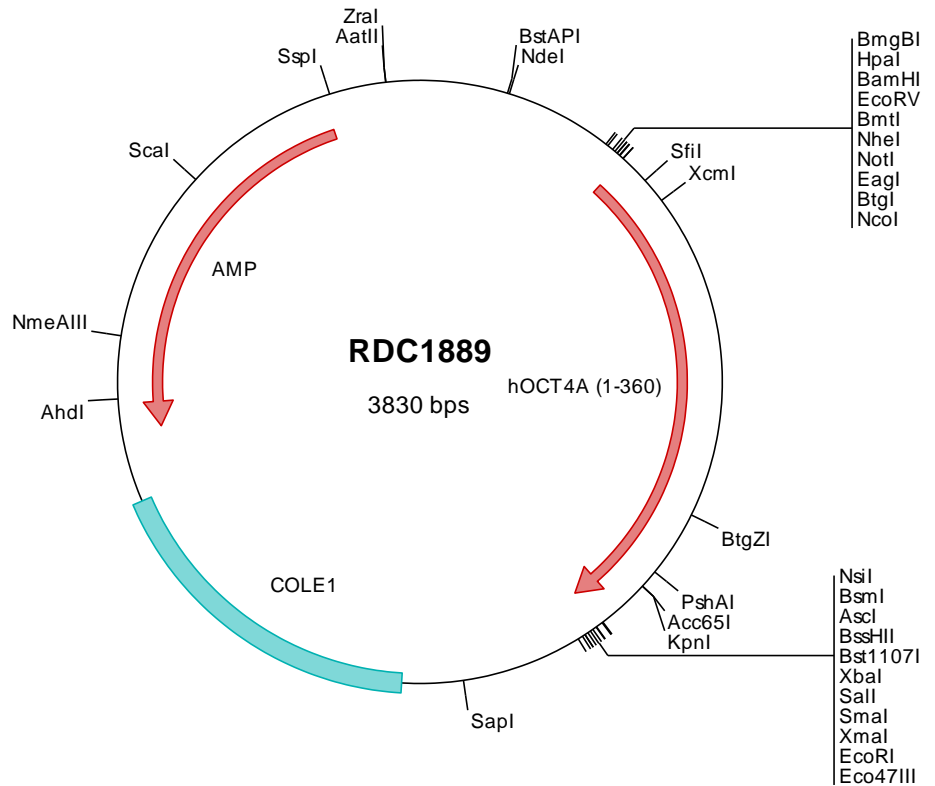 ZraI
AatII
SspI
BstAPI
NdeI
ScaI
BmgBI
HpaI
BamHI
EcoRV
BmtI
NheI
NotI
EagI
BtgI
NcoI
SfiI
XcmI
AMP
NmeAIII
AhdI
RDC1889
3830 bps
hOCT4A (1-360)
BtgZI
COLE1
PshAI
Acc65I
KpnI
SapI
NsiI
BsmI
AscI
BssHII
Bst1107I
XbaI
SalI
SmaI
XmaI
EcoRI
Eco47III